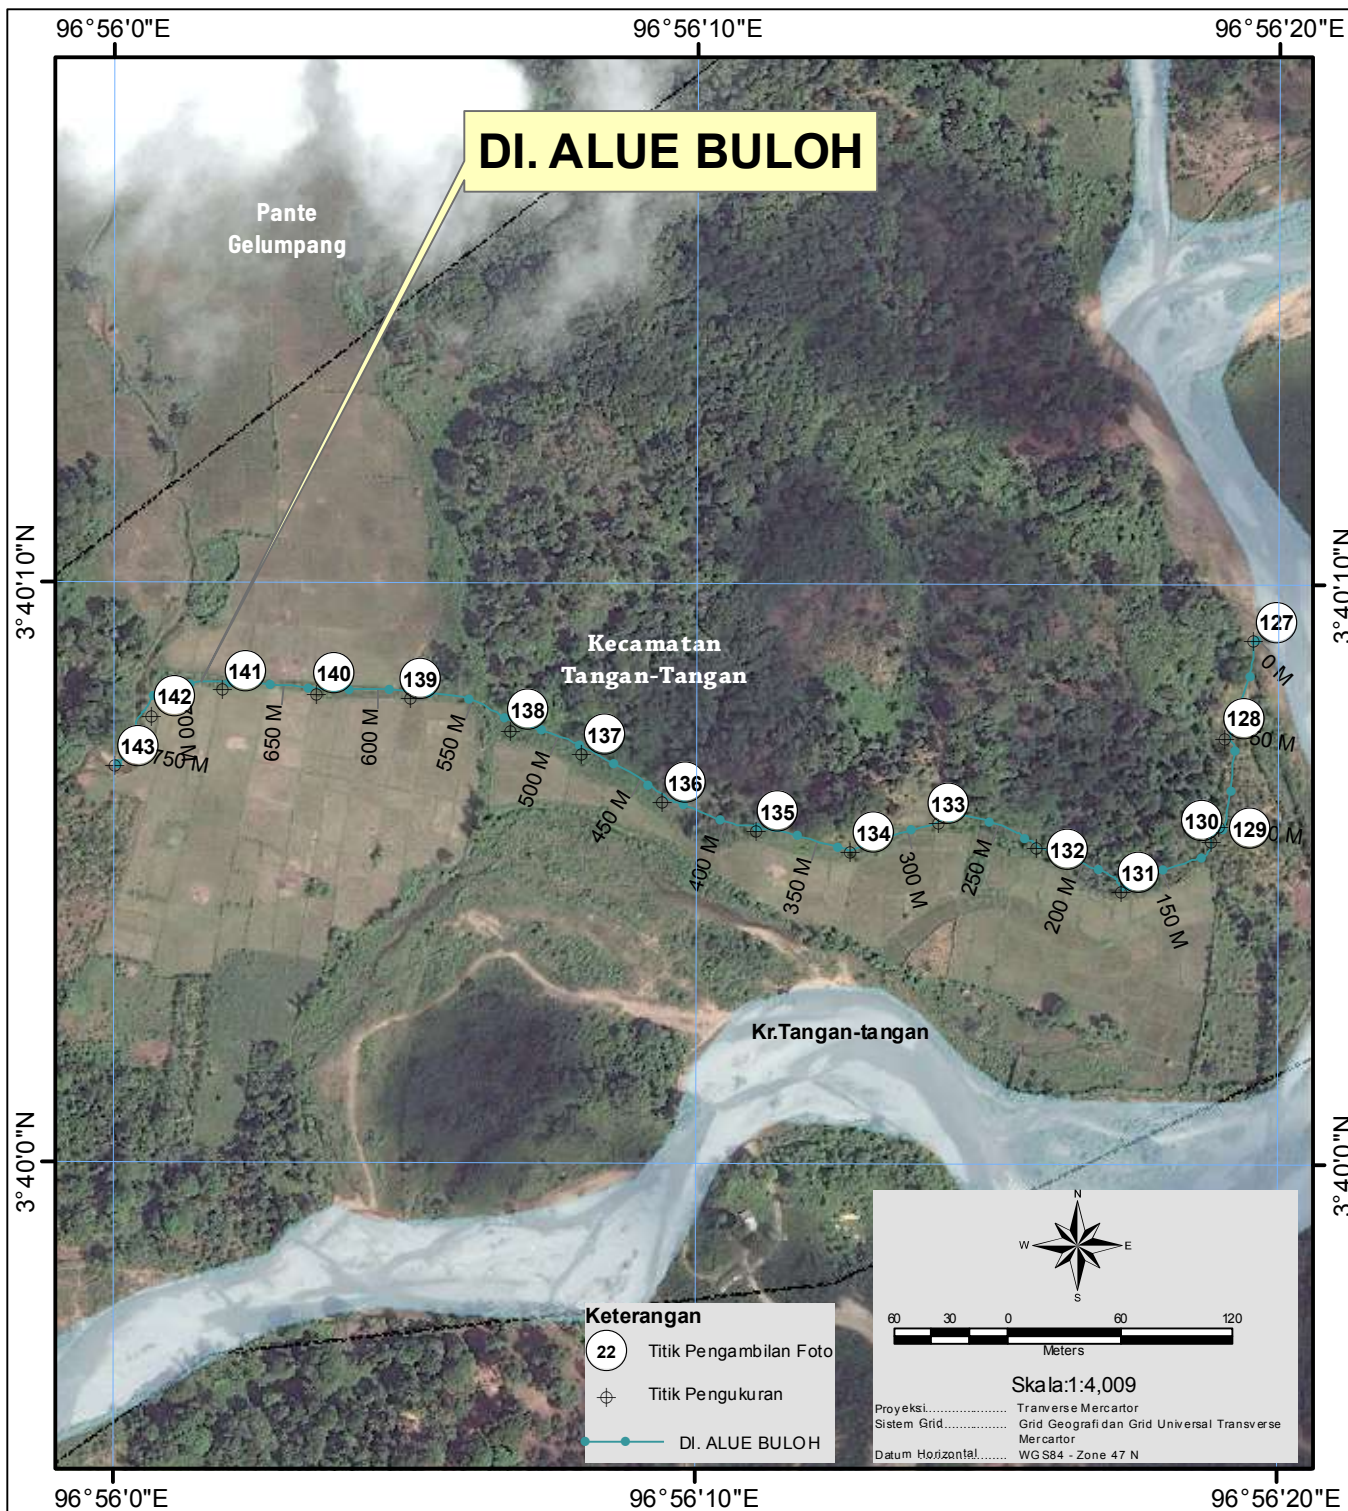 96°56'0"E
96°56'10"E
96°56'20"E
DI. ALUE BULOH
Pante
Gelumpang
3°40'10"N
3°40'10"N
Kecamatan
Tangan-Tangan
127
0 M
128
50 M
129
0 M
130
131
150 M
132
200 M
133
250 M
134
300 M
135
350 M
136
400 M
137
450 M
138
500 M
139
550 M
140
600 M
141
650 M
142
700 M
143
750 M
Kr.Tangan-tangan
3°40'0"N
3°40'0"N
Keterangan
22 Titik Pengambilan Foto
Titik Pengukuran
DI. ALUE BULOH
N
W E
S
60 30 0 60 120
Meters
Skala:1:4,009
Proyeksi.................... Tranverse Mercartor
Sistem Grid................ Grid Geografi dan Grid Universal Transverse
Mercartor
Datum Horizontal......... WGS84 - Zone 47 N
96°56'0"E
96°56'10"E
96°56'20"E